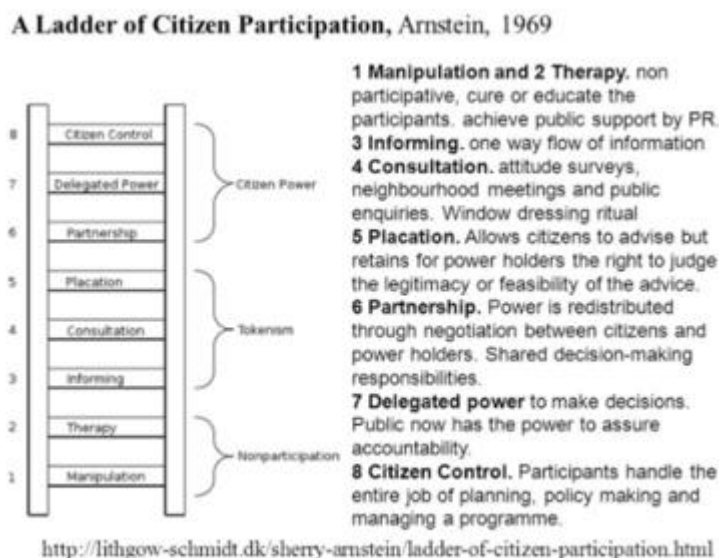 A Ladder of Citizen Participation, Arnstein, 1969
8 Citizen Control
7 Delegated Power
6 Partnership
Citizen Power
5 Placation
4 Consultation
3 Informing
Tokenism
2 Therapy
1 Manipulation
Nonparticipation
1 Manipulation and 2 Therapy. non
participative, cure or educate the
participants. achieve public support by PR.
3 Informing. one way flow of information
4 Consultation. attitude surveys,
neighbourhood meetings and public
enquiries. Window dressing ritual
5 Placation. Allows citizens to advise but
retains for power holders the right to judge
the legitimacy or feasibility of the advice.
6 Partnership. Power is redistributed
through negotiation between citizens and
power holders. Shared decision-making
responsibilities.
7 Delegated power to make decisions.
Public now has the power to assure
accountability.
8 Citizen Control. Participants handle the
entire job of planning, policy making and
managing a programme.
http://lithgow-schmidt.dk/sherry-arnstein/ladder-of-citizen-participation.html